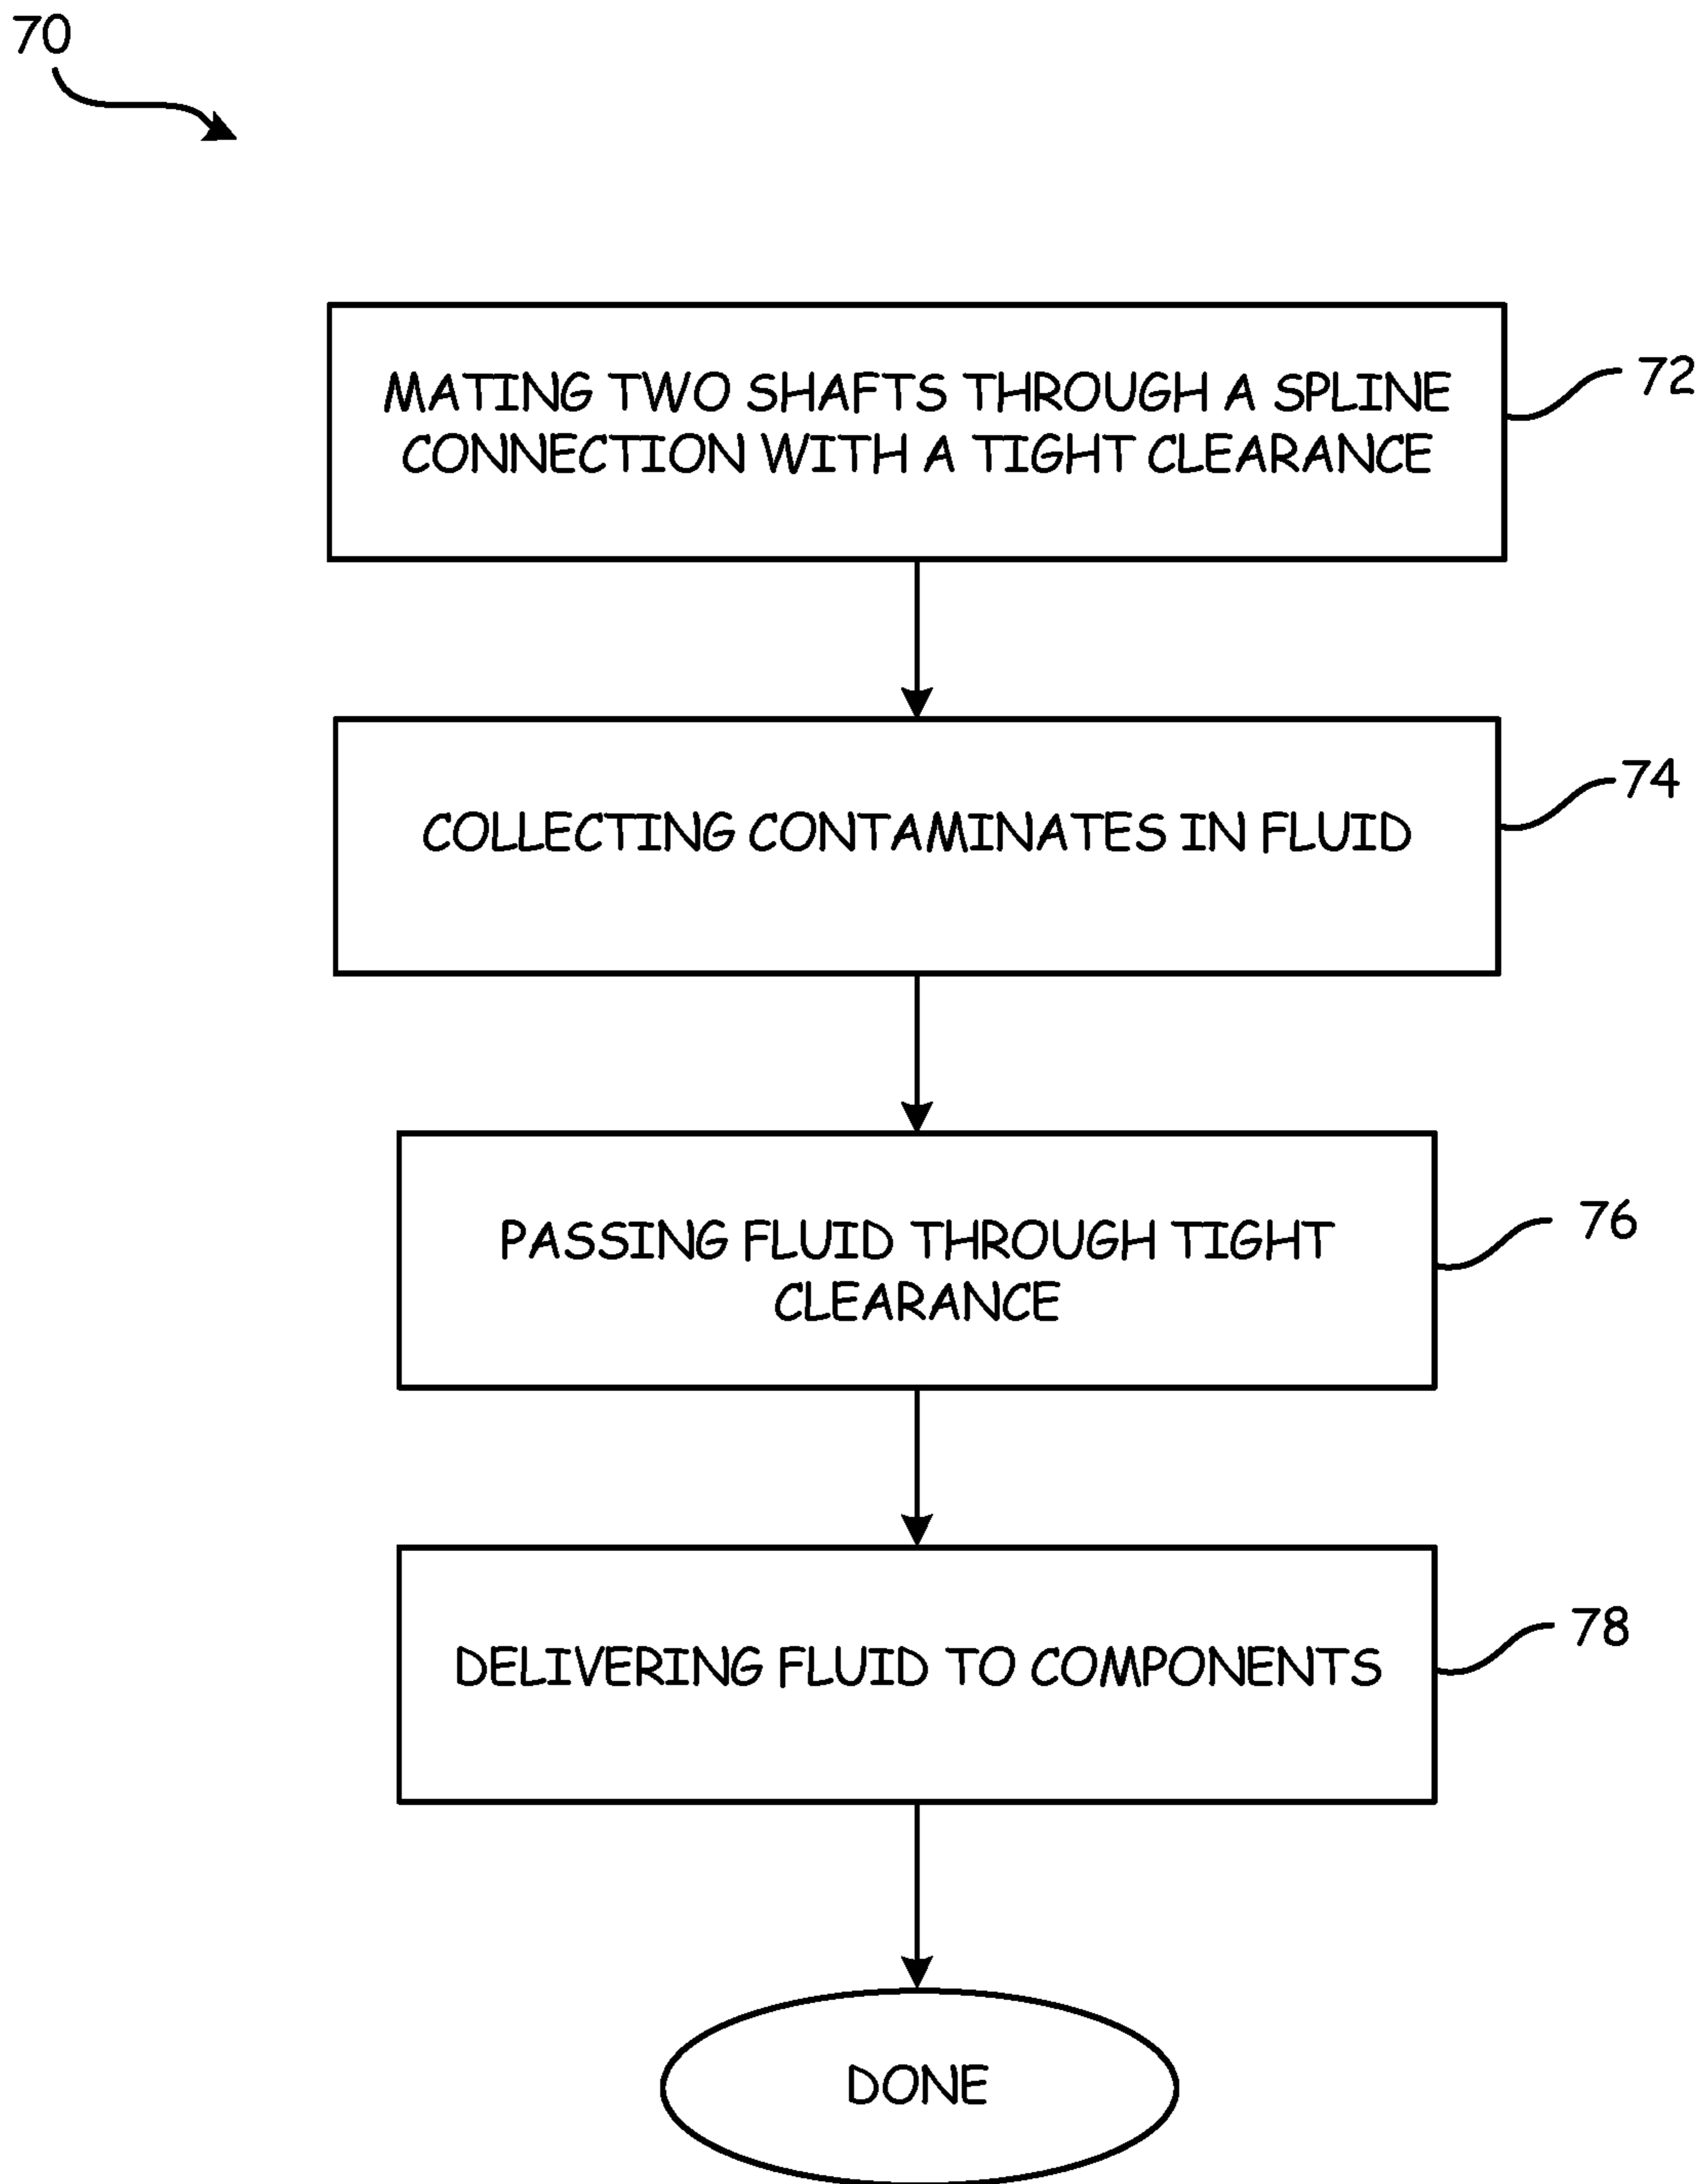 70
MATING TWO SHAFTS THROUGH A SPLINE
CONNECTION WITH A TIGHT CLEARANCE
72
COLLECTING CONTAMINATES IN FLUID
74
PASSING FLUID THROUGH TIGHT
CLEARANCE
76
DELIVERING FLUID TO COMPONENTS
78
DONE